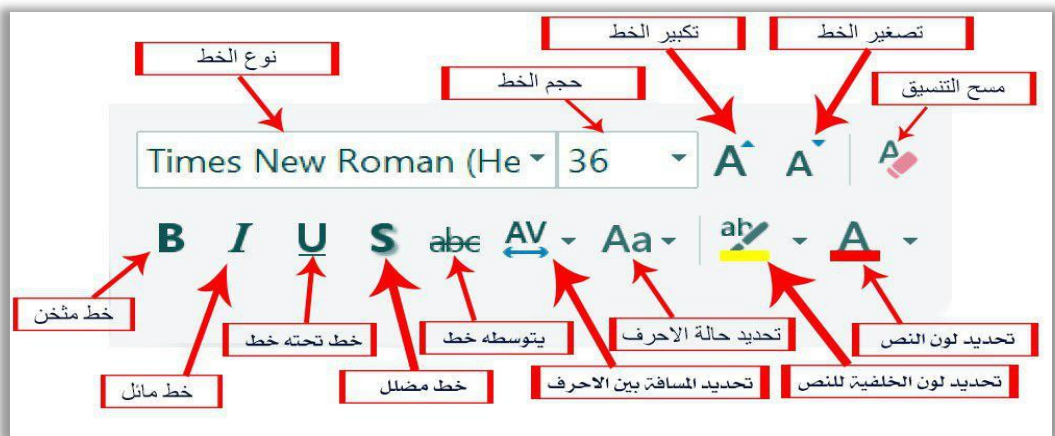 تصغير الخط
تكبير الخط
نوع الخط
حجم الخط
مسح التنسيق
Times New Roman (He
36
A
A
A
B
I
U
S
abc
AV
Aa
ab
A
خط مثخن
خط تحته خط
يتوسطه خط
تحديد حالة الاحرف
تحديد لون النص
خط مائل
خط مضلل
تحديد المسافة بين الاحرف
تحديد لون الخلفية للنص